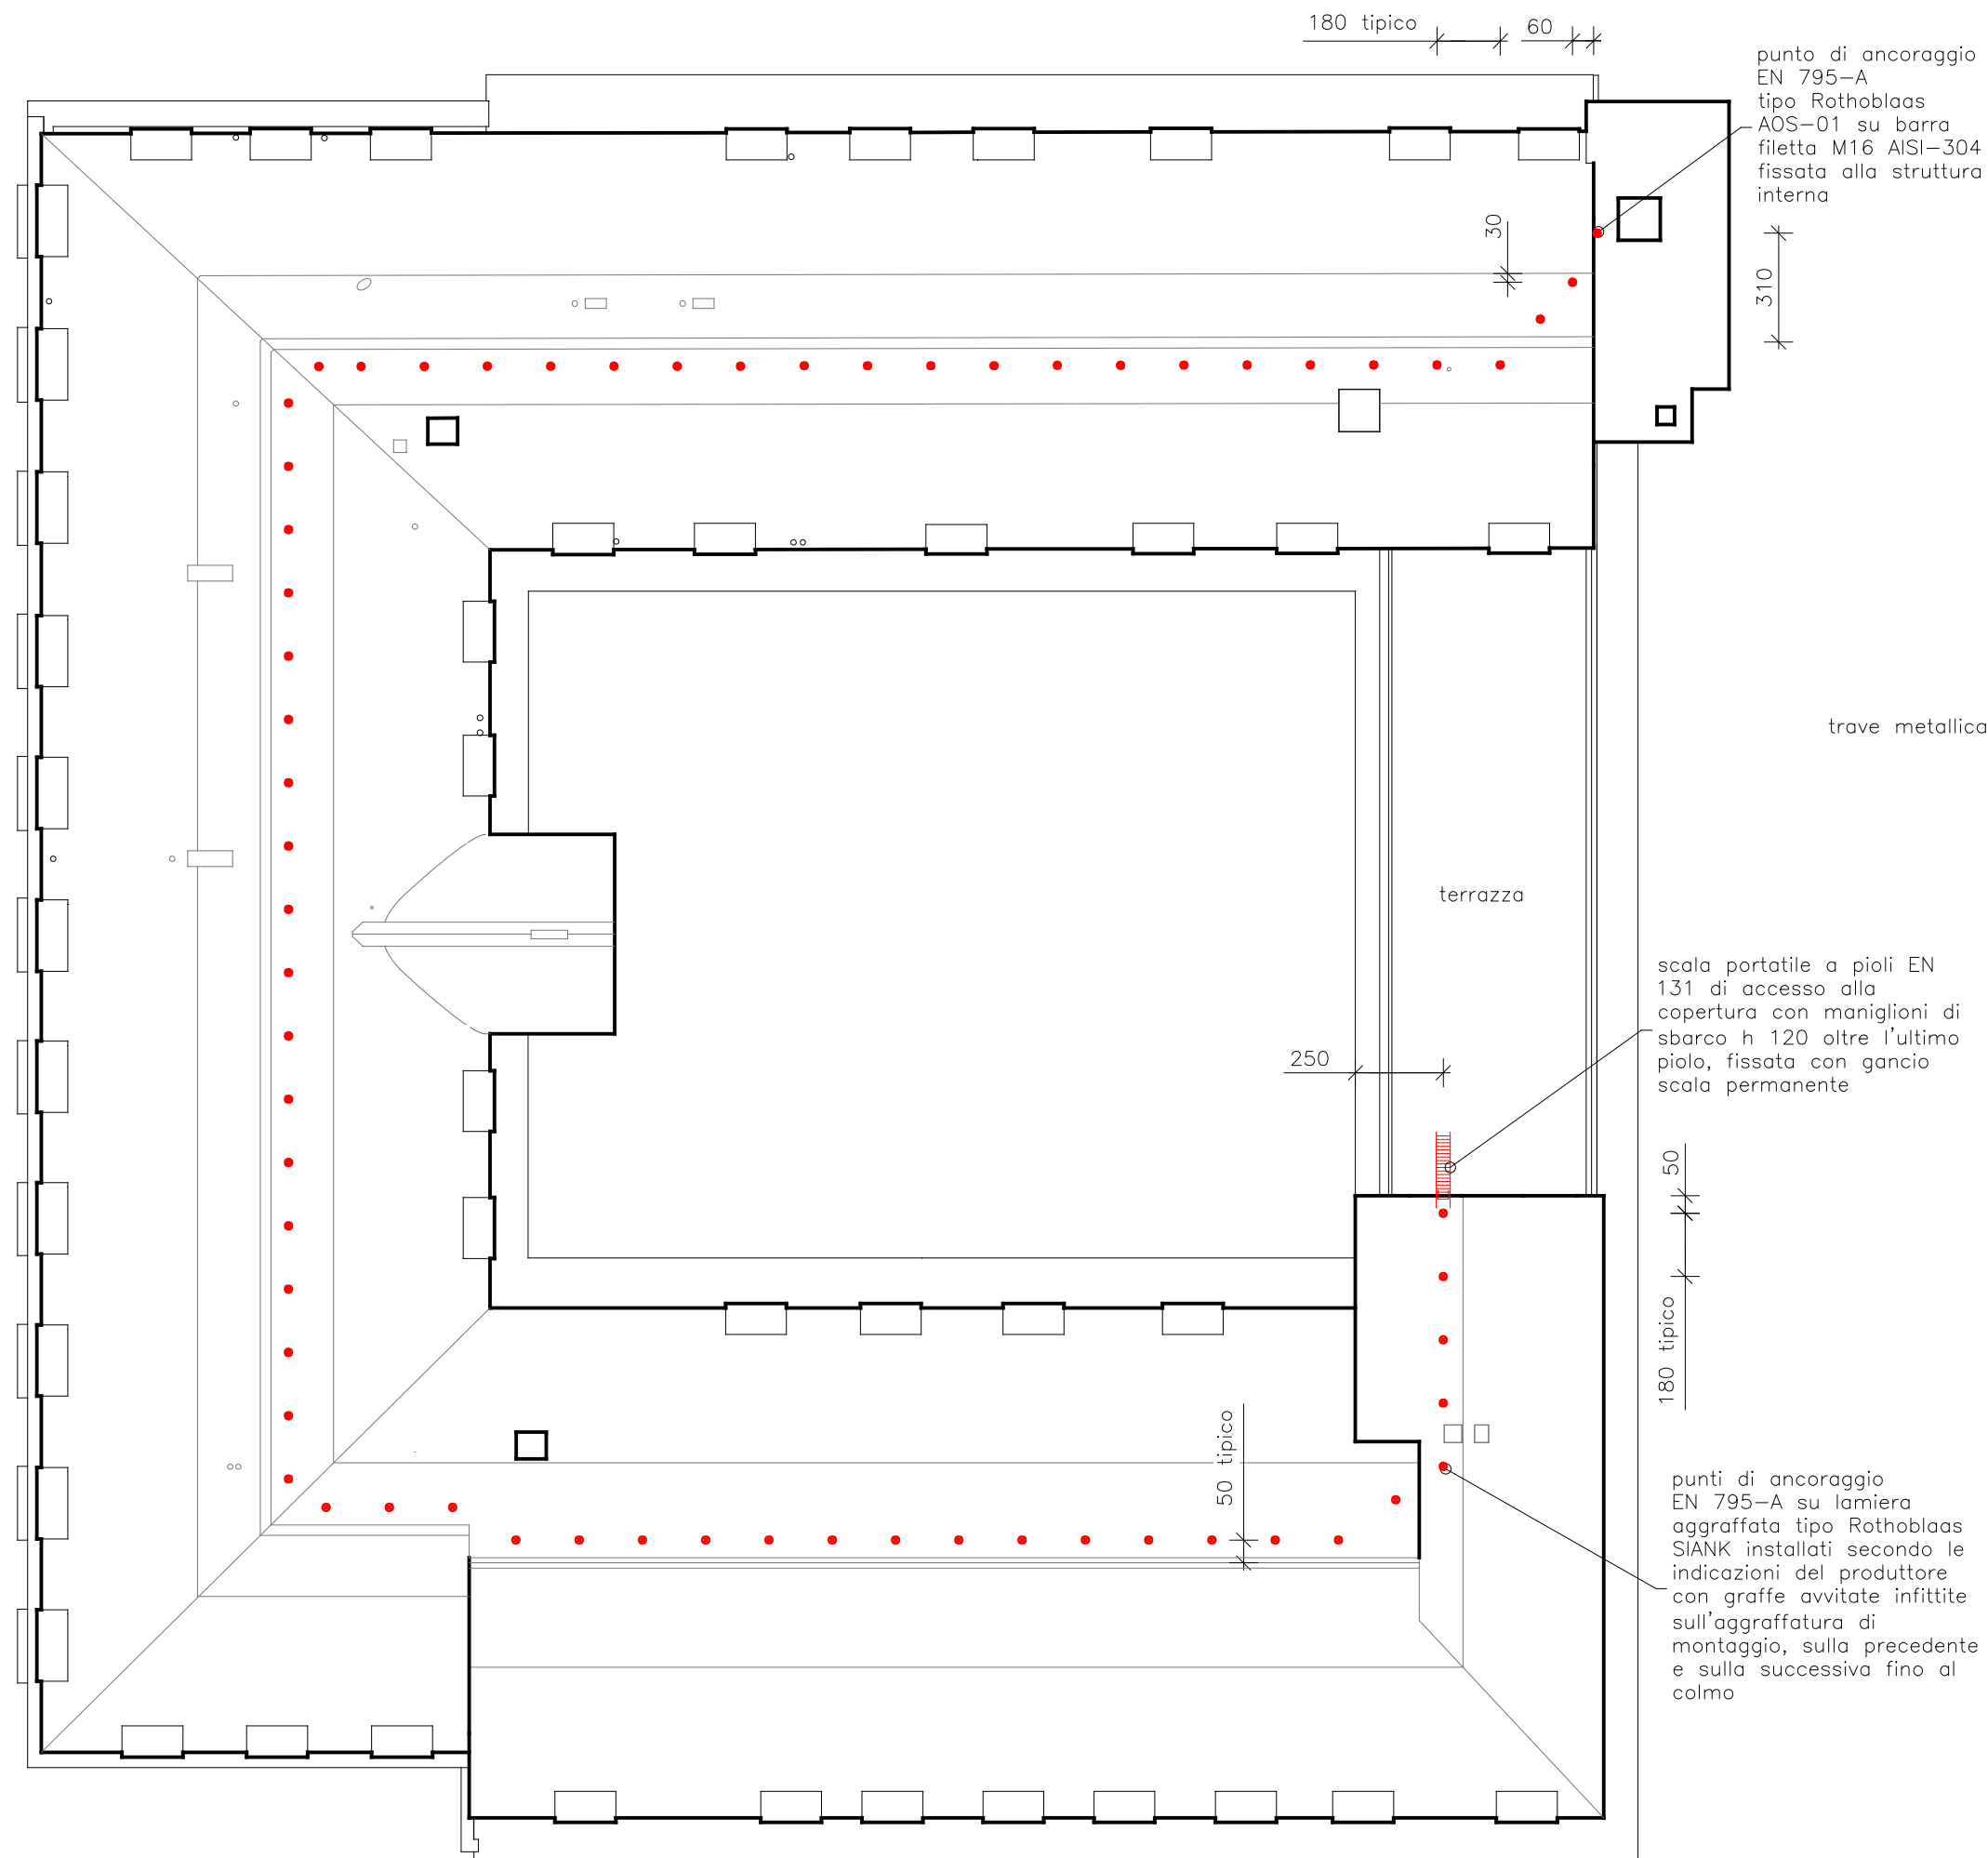 180 tipico
60
punto di ancoraggio
EN 795-A
tipo Rothoblaas
AOS-01 su barra
filetta M16 AISI-304
fissata alla struttura
interna
30
310
trave metallica
terrazza
scala portatile a pioli EN
131 di accesso alla
copertura con maniglioni di
sbarco h 120 oltre l'ultimo
piolo, fissata con gancio
scala permanente
250
50
180 tipico
50 tipico
punti di ancoraggio
EN 795-A su lamiera
aggraffata tipo Rothoblaas
SIANK installati secondo le
indicazioni del produttore
con graffe avvitate infittite
sull'aggraffatura di
montaggio, sulla precedente
e sulla successiva fino al
colmo